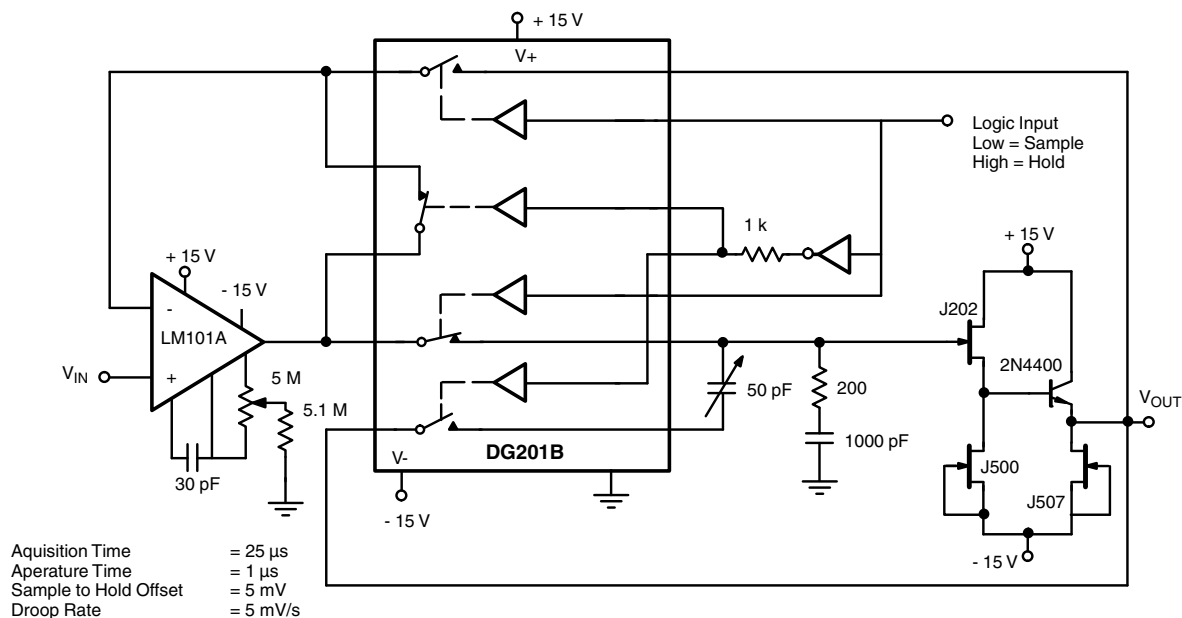 + 15 V
V+
Logic Input
Low = Sample
High = Hold
1 k
+ 15 V
+ 15 V
- 15 V
J202
-
LM101A
2N4400
VIN
+
5 M
50 pF
200
VOUT
5.1 M
1000 pF
DG201B
V-
J500
30 pF
J507
- 15 V
- 15 V
Aquisition Time = 25 µs
Aperature Time = 1 µs
Sample to Hold Offset = 5 mV
Droop Rate = 5 mV/s